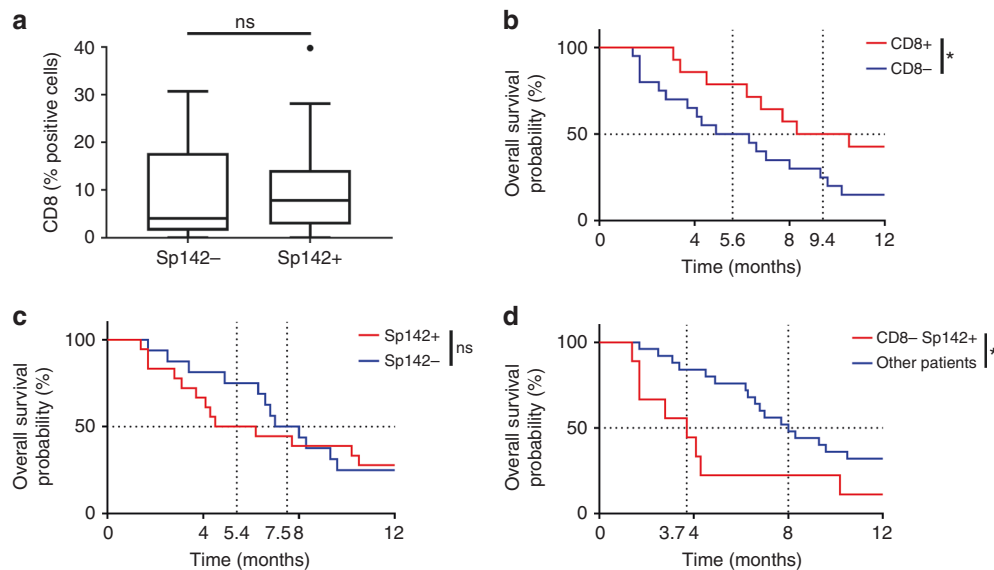 a
ns
CD8 (% positive cells)
40
30
20
10
0
Sp142–
Sp142+
b
Overall survival
probability (%)
100
50
0
CD8+
CD8–
*
0
4
5.6
8
9.4
12
Time (months)
c
Overall survival
probability (%)
100
50
0
Sp142+
Sp142–
ns
0
4
5.4
7.5
8
12
Time (months)
d
Overall survival
probability (%)
100
50
0
CD8– Sp142+
Other patients
*
0
3.7
4
8
12
Time (months)